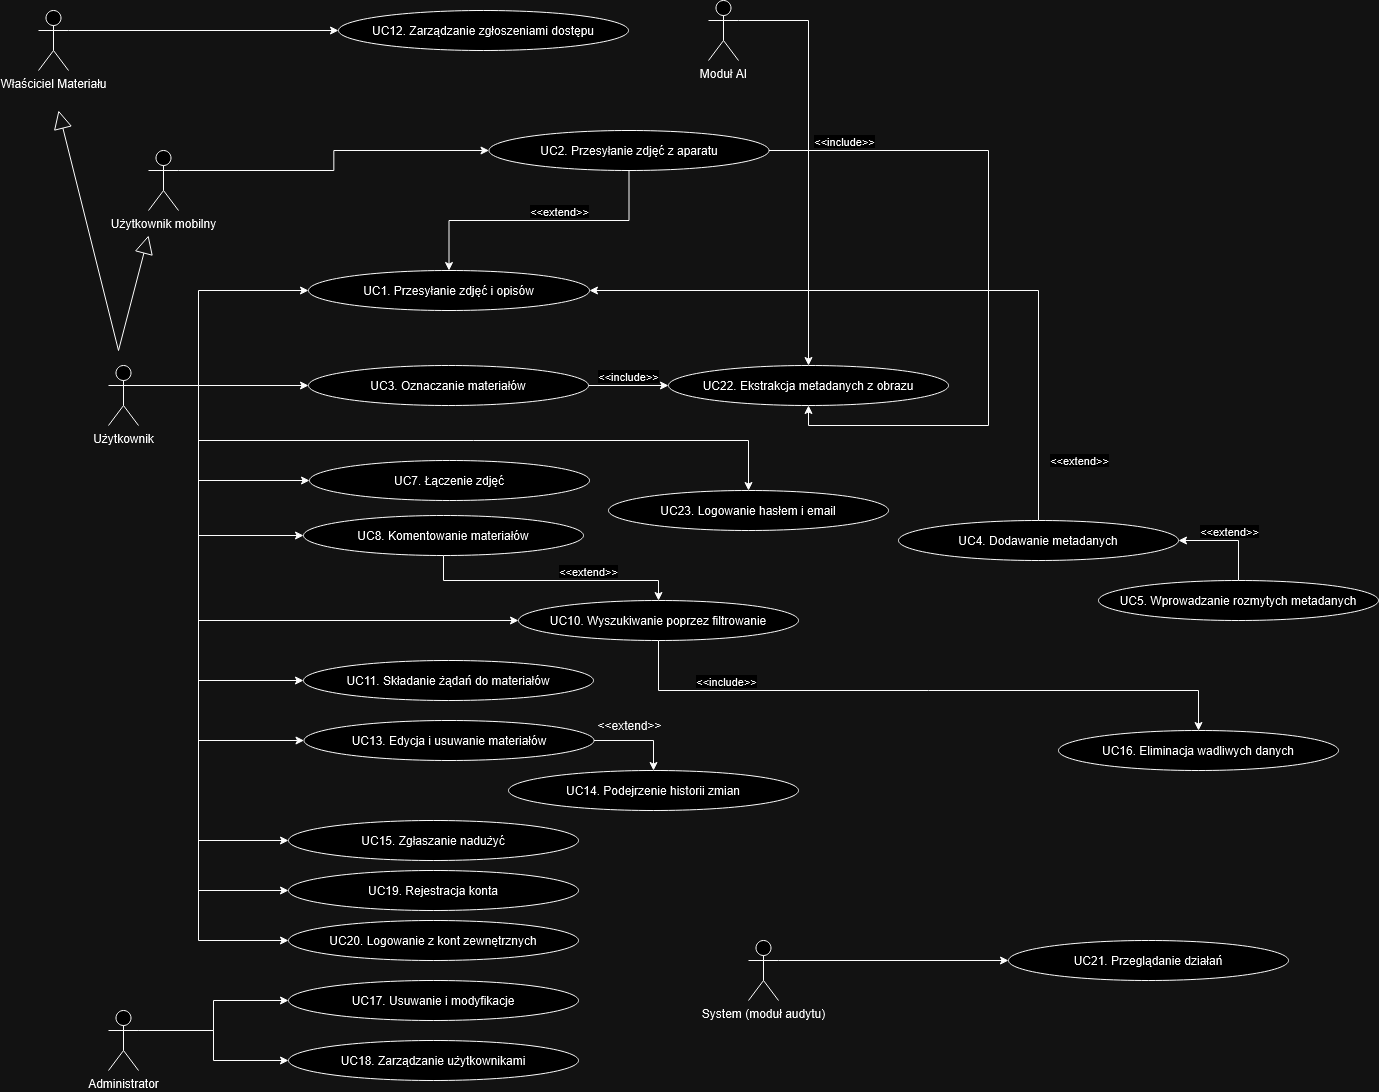 UC12. Zarządzanie zgłoszeniami dostępu
Właściciel Materiału
Moduł AI
<<include>>
UC2. Przesyłanie zdjęć z aparatu
Użytkownik mobilny
<<extend>>
UC1. Przesyłanie zdjęć i opisów
<<include>>
UC3. Oznaczanie materiałów
UC22. Ekstrakcja metadanych z obrazu
Użytkownik
<<extend>>
UC7. Łączenie zdjęć
UC23. Logowanie hasłem i email
UC8. Komentowanie materiałów
<<extend>>
UC4. Dodawanie metadanych
<<extend>>
UC5. Wprowadzanie rozmytych metadanych
UC10. Wyszukiwanie poprzez filtrowanie
UC11. Składanie żądań do materiałów
<<include>>
<<extend>>
UC13. Edycja i usuwanie materiałów
UC16. Eliminacja wadliwych danych
UC14. Podejrzenie historii zmian
UC15. Zgłaszanie nadużyć
UC19. Rejestracja konta
UC20. Logowanie z kont zewnętrznych
UC21. Przeglądanie działań
UC17. Usuwanie i modyfikacje
System (moduł audytu)
UC18. Zarządzanie użytkownikami
Administrator